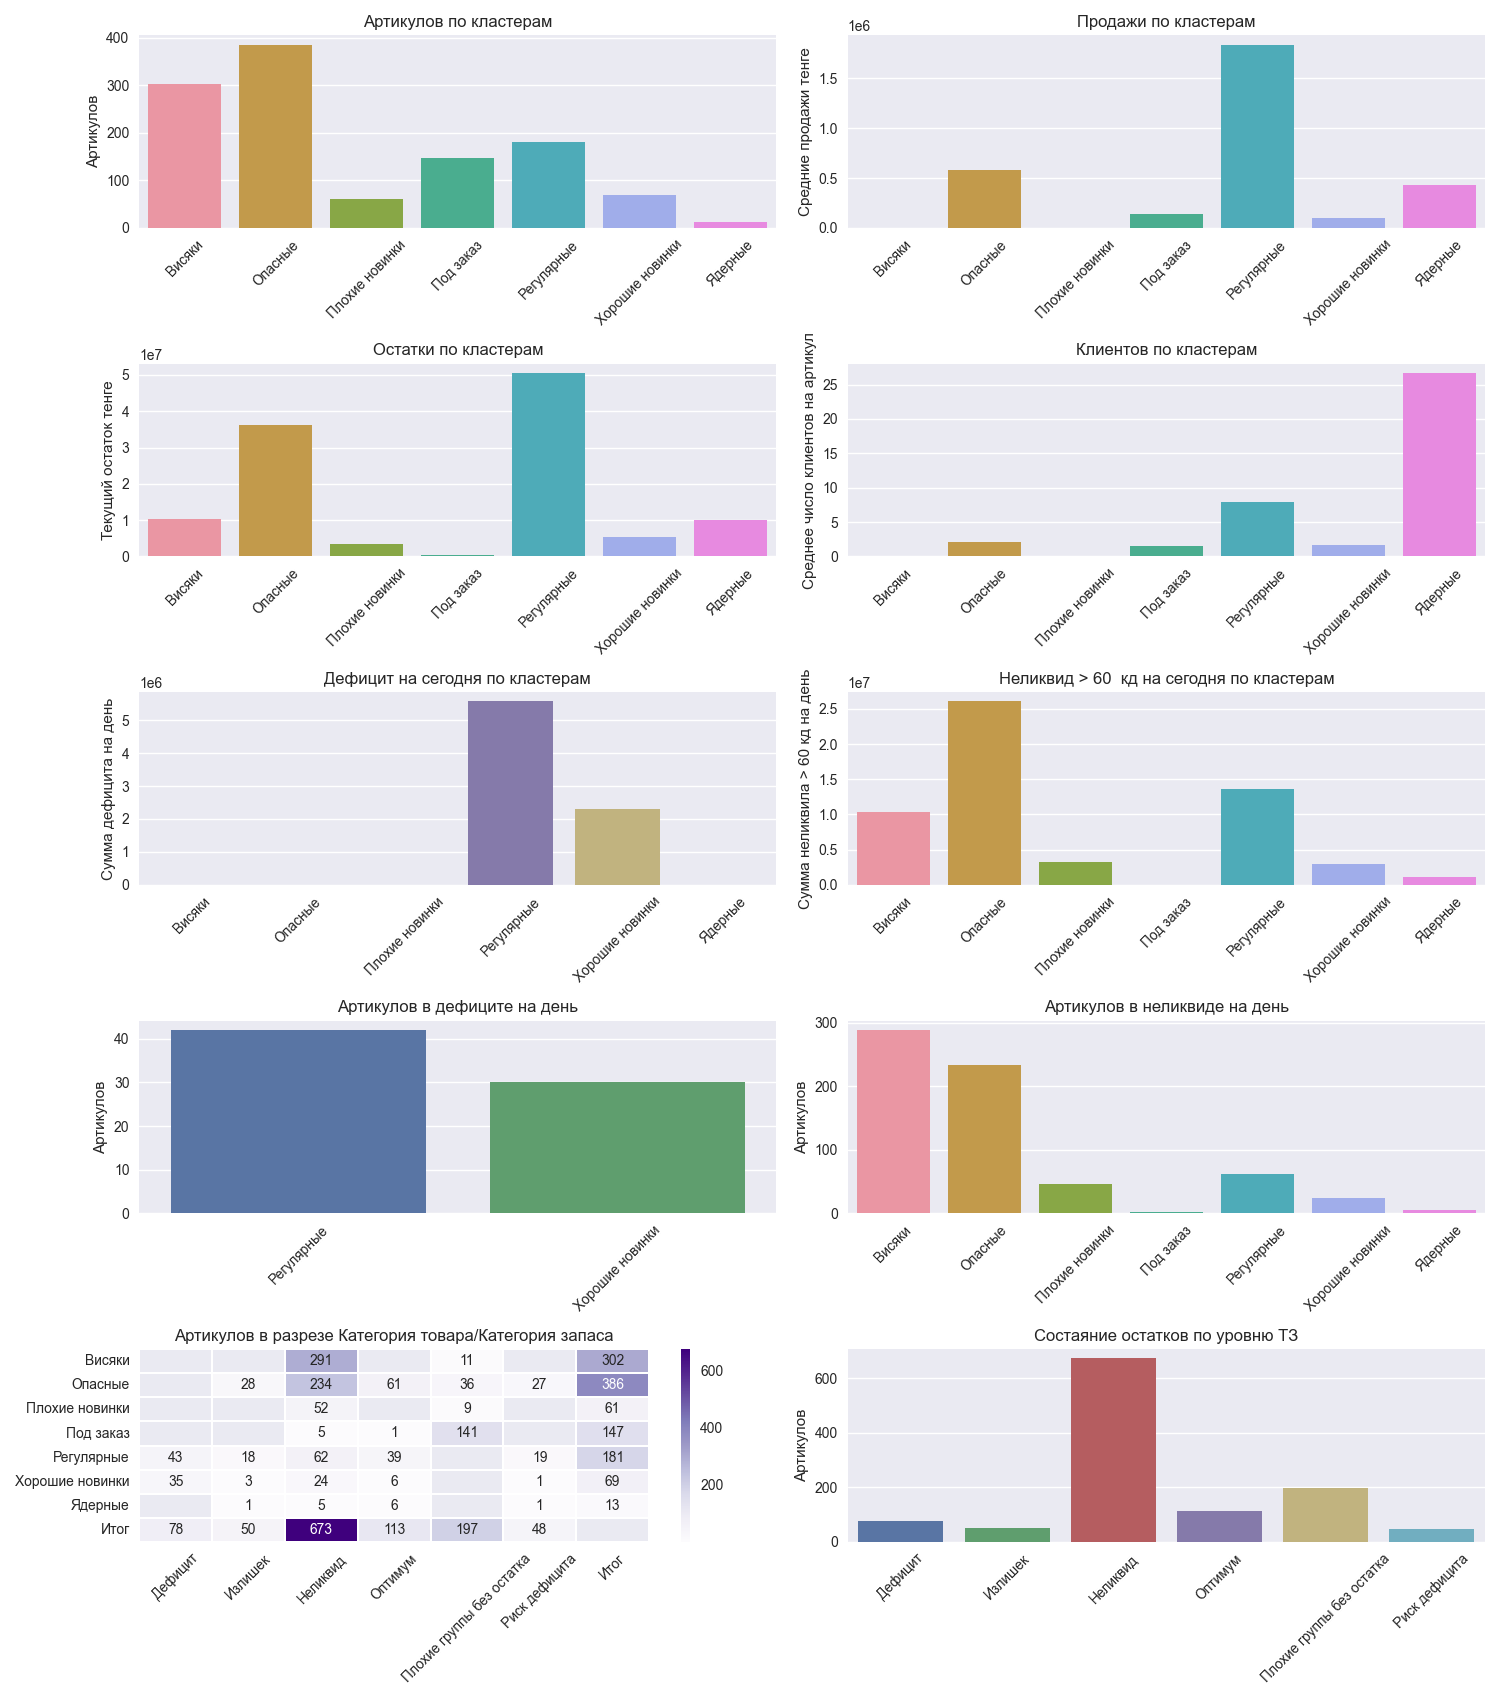 Артикулов по кластерам
Артикулов
400
300
200
100
0
Висяки
Опасные
Плохие новинки
Под заказ
Регулярные
Хорошие новинки
Ядерные
Продажи по кластерам
1e6
Средние продажи тенге
1.5
1.0
0.5
0.0
Висяки
Опасные
Плохие новинки
Под заказ
Регулярные
Хорошие новинки
Ядерные
Остатки по кластерам
1e7
Текущий остаток тенге
5
4
3
2
1
0
Висяки
Опасные
Плохие новинки
Под заказ
Регулярные
Хорошие новинки
Ядерные
Клиентов по кластерам
Среднее число клиентов на артикул
25
20
15
10
5
0
Висяки
Опасные
Плохие новинки
Под заказ
Регулярные
Хорошие новинки
Ядерные
Дефицит на сегодня по кластерам
1e6
Сумма дефицита на день
5
4
3
2
1
0
Висяки
Опасные
Плохие новинки
Регулярные
Хорошие новинки
Ядерные
Неликвид > 60 кд на сегодня по кластерам
1e7
Сумма неликвила > 60 кд на день
2.5
2.0
1.5
1.0
0.5
0.0
Висяки
Опасные
Плохие новинки
Под заказ
Регулярные
Хорошие новинки
Ядерные
Артикулов в дефиците на день
Артикулов
40
30
20
10
0
Регулярные
Хорошие новинки
Артикулов в неликвиде на день
Артикулов
300
200
100
0
Висяки
Опасные
Плохие новинки
Под заказ
Регулярные
Хорошие новинки
Ядерные
Артикулов в разрезе Категория товара/Категория запаса
Висяки 291 11 302
Опасные 28 234 61 36 27 386
Плохие новинки 52 9 61
Под заказ 5 1 141 147
Регулярные 43 18 62 39 19 181
Хорошие новинки 35 3 24 6 1 69
Ядерные 1 5 6 1 13
Итог 78 50 673 113 197 48
Дефицит
Излишек
Неликвид
Оптимум
Плохие группы без остатка
Риск дефицита
Итог
600
400
200
Состаяние остатков по уровню ТЗ
Артикулов
600
400
200
0
Дефицит
Излишек
Неликвид
Оптимум
Плохие группы без остатка
Риск дефицита